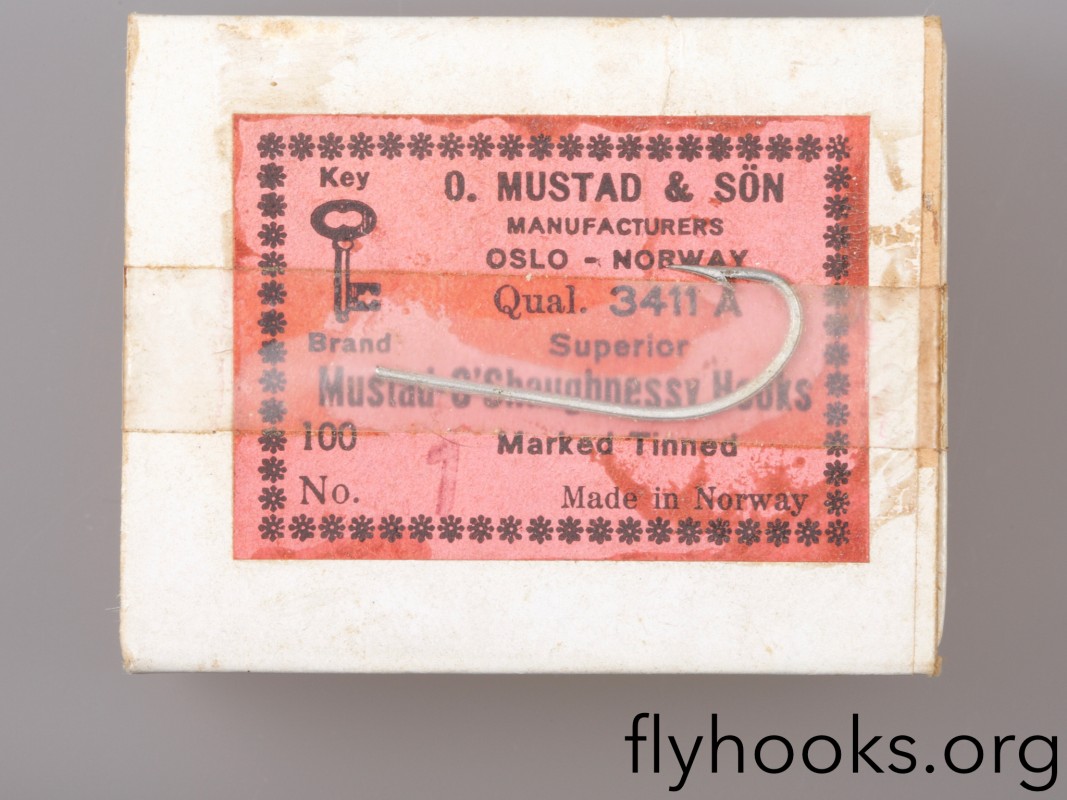 Key
O. MUSTAD & SÖN
MANUFACTURERS
OSLO - NORWAY
Qual. 3411 A
Brand
Superior
Mustad-O'Shaughnessy Hooks
100
Marked Tinned
No. 1
Made in Norway
flyhooks.org